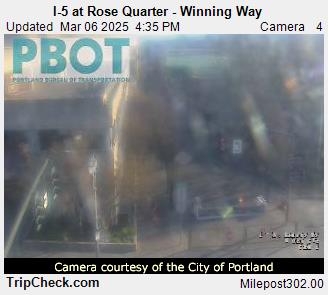 I-5 at Rose Quarter - Winning Way
Updated Mar 06 2025 4:35 PM Camera 4
PBOT
PORTLAND BUREAU OF TRANSPORTATION
Camera courtesy of the City of Portland
TripCheck.com Milepost302.00